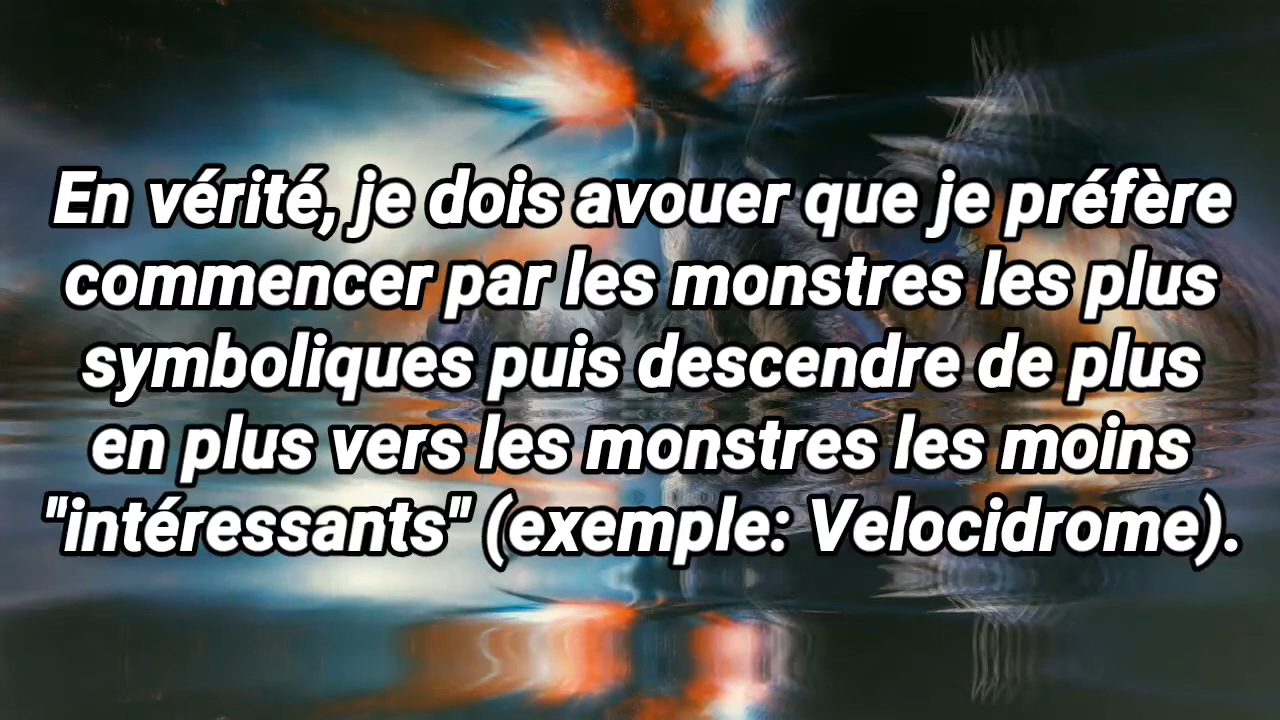 En vérité, je dois avouer que je préfère
commencer par les monstres les plus
symboliques puis descendre de plus
en plus vers les monstres les moins
"intéressants" (exemple: Velocidrome).